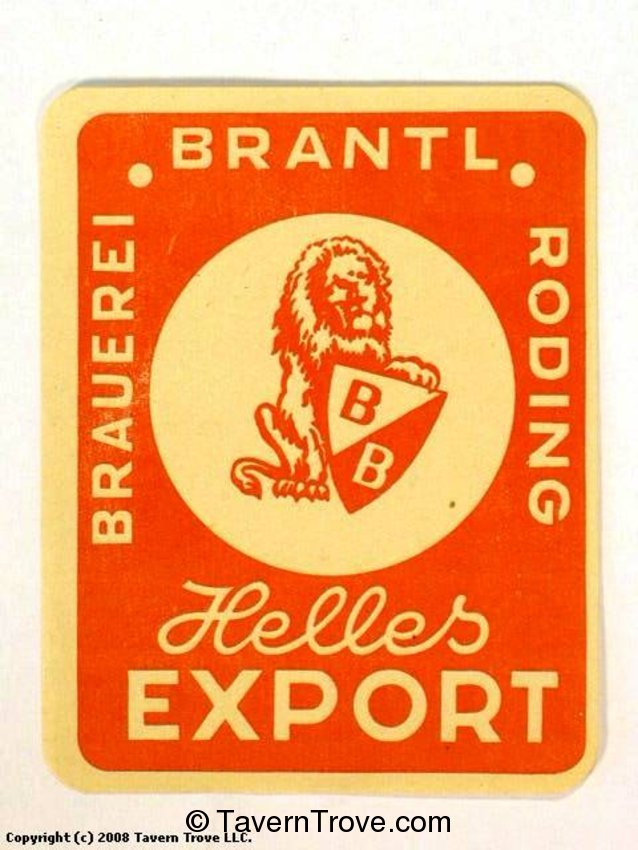 BRAUEREI
BRANTL
RODING
B
B
Helles
EXPORT
© TavernTrove.com
Copyright (c) 2008 Tavern Trove LLC.